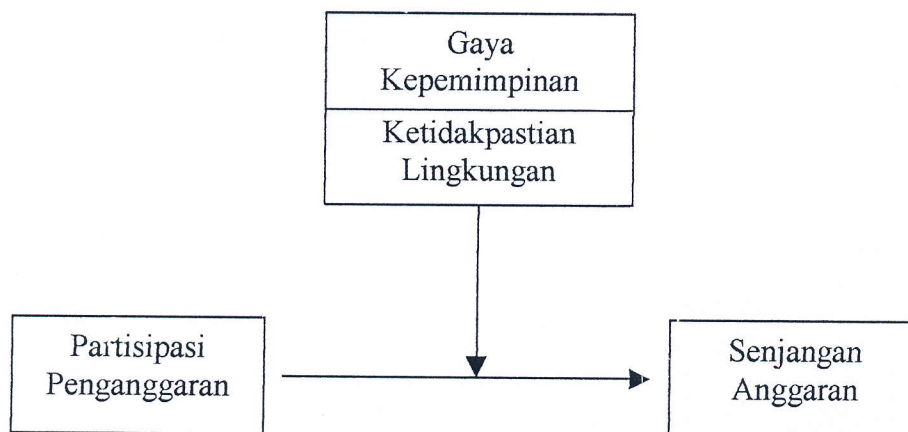 Gaya
Kepemimpinan
Ketidakpastian
Lingkungan
Partisipasi
Penganggaran
Senjangan
Anggaran